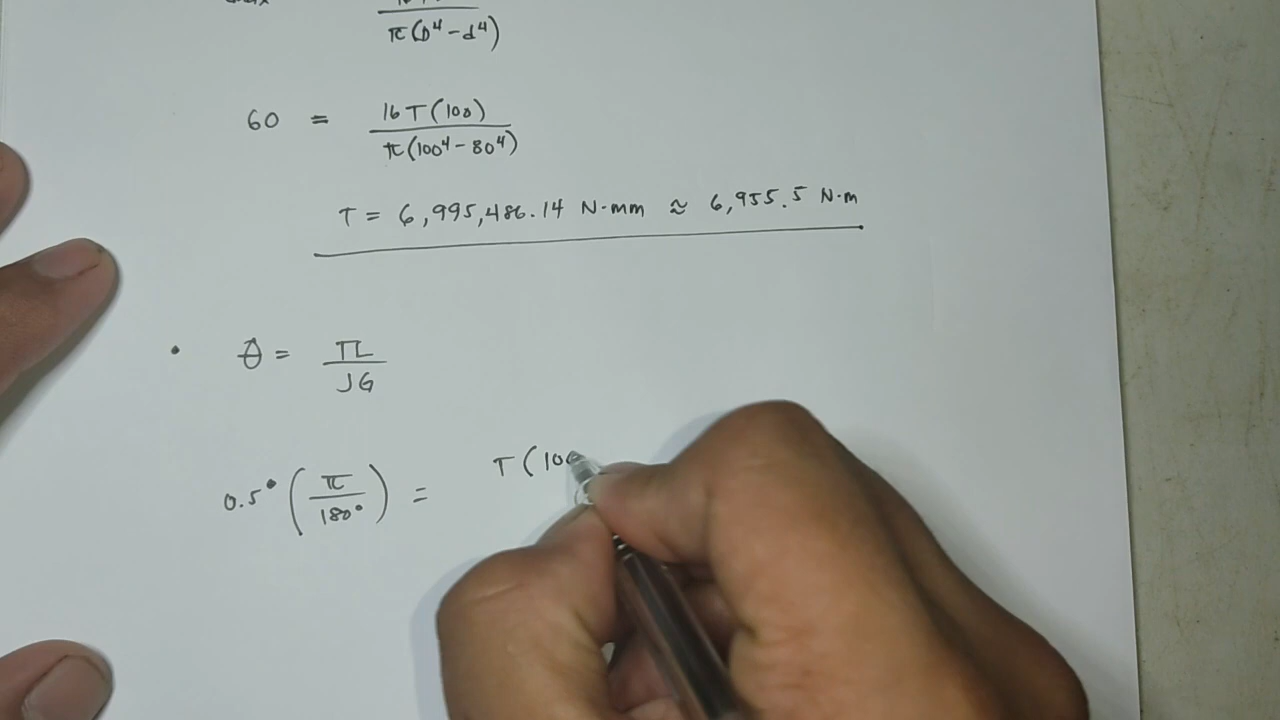 π(D⁴-d⁴)
60 = 16T(100) / π(100⁴-80⁴)
T = 6,995,486.14 N·mm ≈ 6,955.5 N·m
• θ = TL / JG
0.5° (π / 180°) = T(100